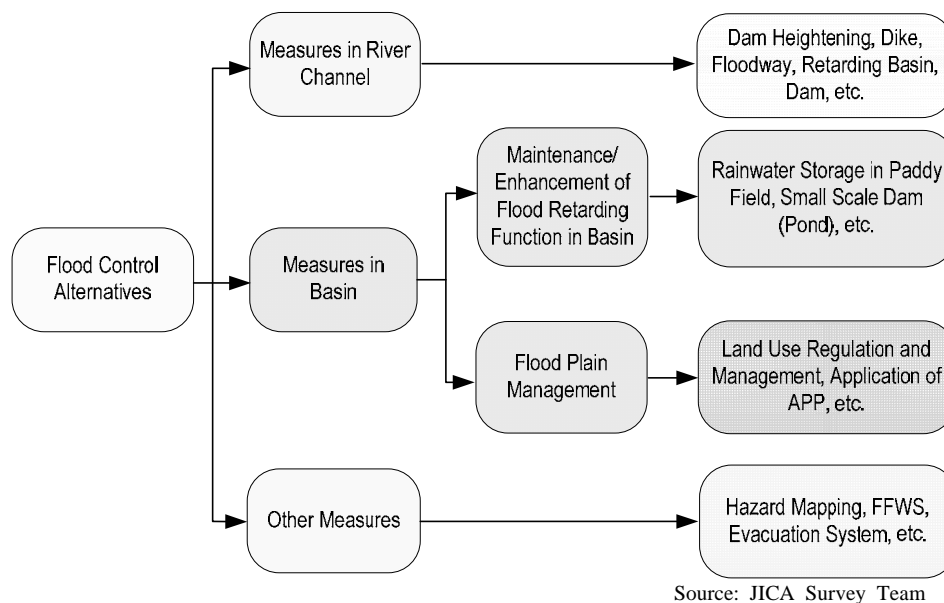 Measures in River
Channel
Dam Heightening, Dike,
Floodway, Retarding Basin,
Dam, etc.
Maintenance/
Enhancement of
Flood Retarding
Function in Basin
Rainwater Storage in Paddy
Field, Small Scale Dam
(Pond), etc.
Flood Control
Alternatives
Measures in
Basin
Flood Plain
Management
Land Use Regulation and
Management, Application of
APP, etc.
Other Measures
Hazard Mapping, FFWS,
Evacuation System, etc.
Source: JICA Survey Team